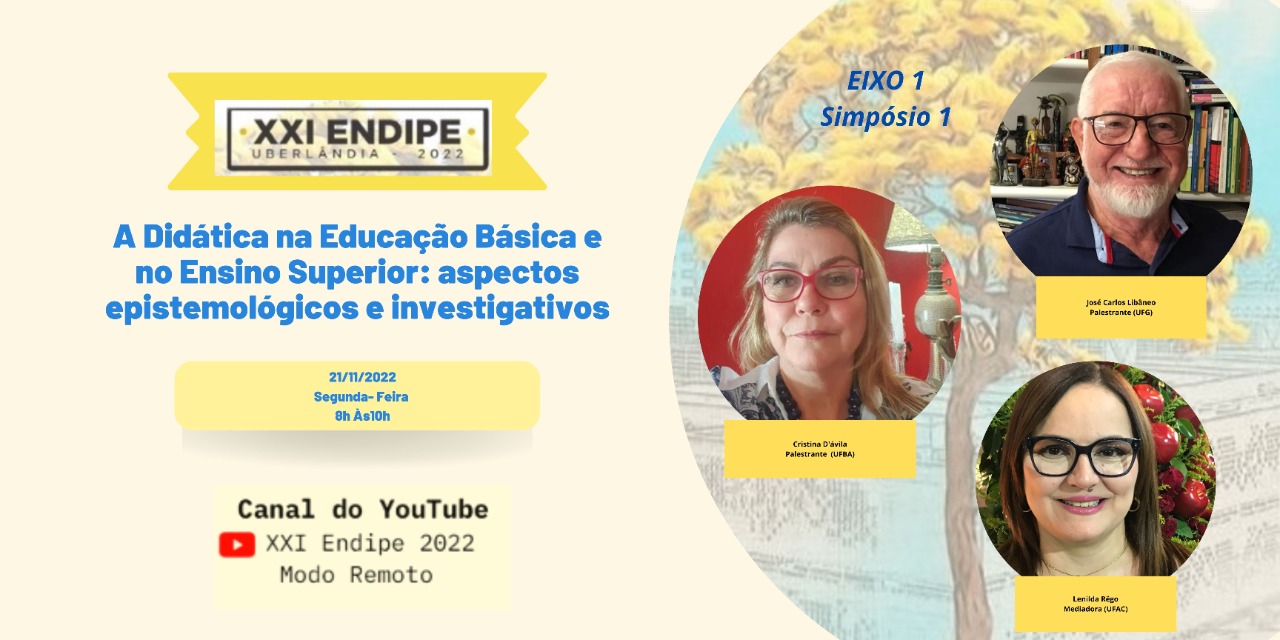 XXI ENDIPE
UBERLÂNDIA - 2022
A Didática na Educação Básica e
no Ensino Superior: aspectos
epistemológicos e investigativos
21/11/2022
Segunda- Feira
8h Às10h
Canal do YouTube
XXI Endipe 2022
Modo Remoto
EIXO 1
Simpósio 1
José Carlos Libâneo
Palestrante (UFG)
Cristina D'ávila
Palestrante (UFBA)
Lenilda Rêgo
Mediadora (UFAC)